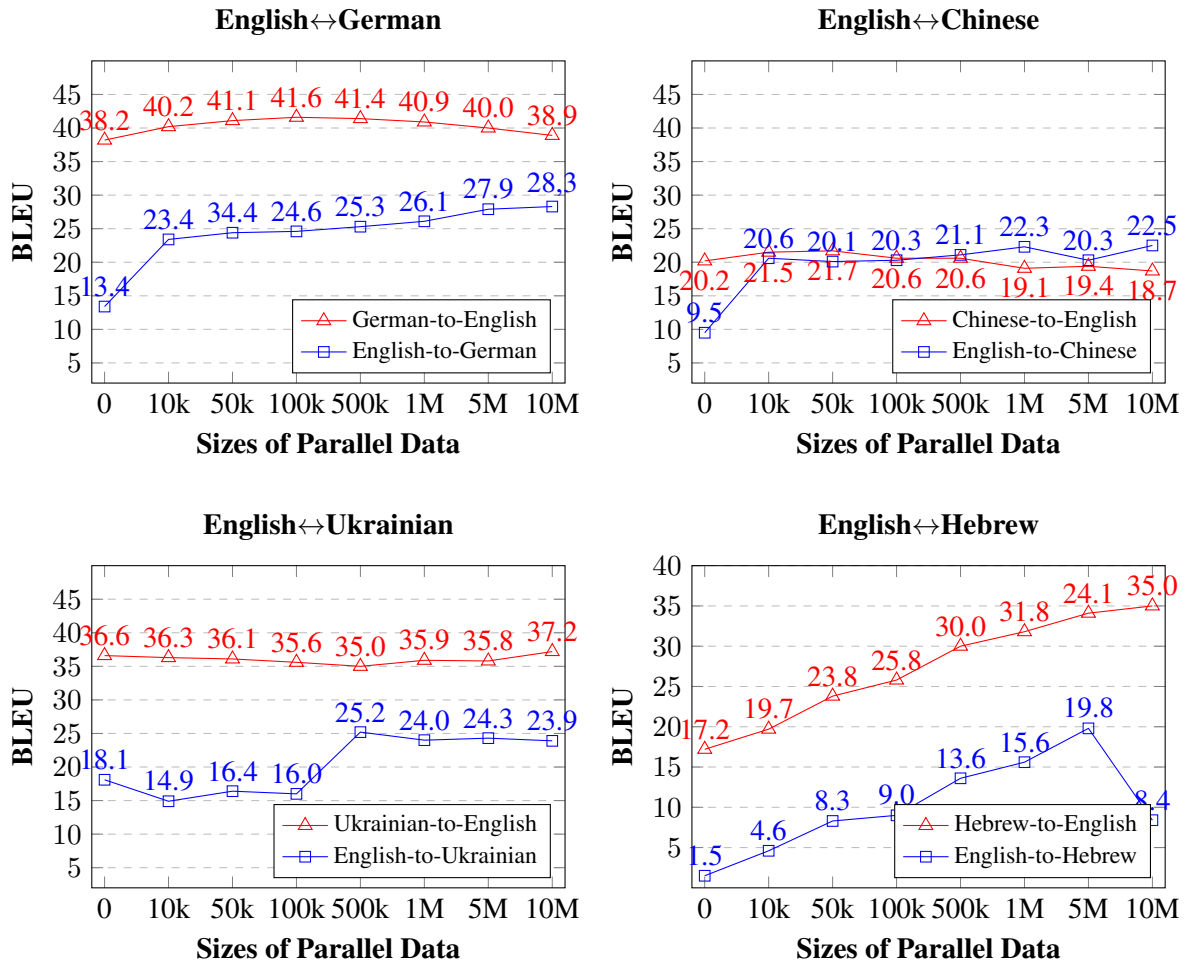 English↔German
BLEU
45
40
35
30
25
20
15
10
5
38.2 40.2 41.1 41.6 41.4 40.9 40.0 38.9
13.4 23.4 34.4 24.6 25.3 26.1 27.9 28.3
German-to-English
English-to-German
0 10k 50k 100k 500k 1M 5M 10M
Sizes of Parallel Data
English↔Chinese
BLEU
45
40
35
30
25
20
15
10
5
20.2 21.5 21.7 20.6 20.6 19.1 19.4 18.7
9.5 20.6 20.1 20.3 21.1 22.3 20.3 22.5
Chinese-to-English
English-to-Chinese
0 10k 50k 100k 500k 1M 5M 10M
Sizes of Parallel Data
English↔Ukrainian
BLEU
45
40
35
30
25
20
15
10
5
36.6 36.3 36.1 35.6 35.0 35.9 35.8 37.2
18.1 14.9 16.4 16.0 25.2 24.0 24.3 23.9
Ukrainian-to-English
English-to-Ukrainian
0 10k 50k 100k 500k 1M 5M 10M
Sizes of Parallel Data
English↔Hebrew
BLEU
40
35
30
25
20
15
10
5
17.2 19.7 23.8 25.8 30.0 31.8 24.1 35.0
1.5 4.6 8.3 9.0 13.6 15.6 19.8 8.4
Hebrew-to-English
English-to-Hebrew
0 10k 50k 100k 500k 1M 5M 10M
Sizes of Parallel Data